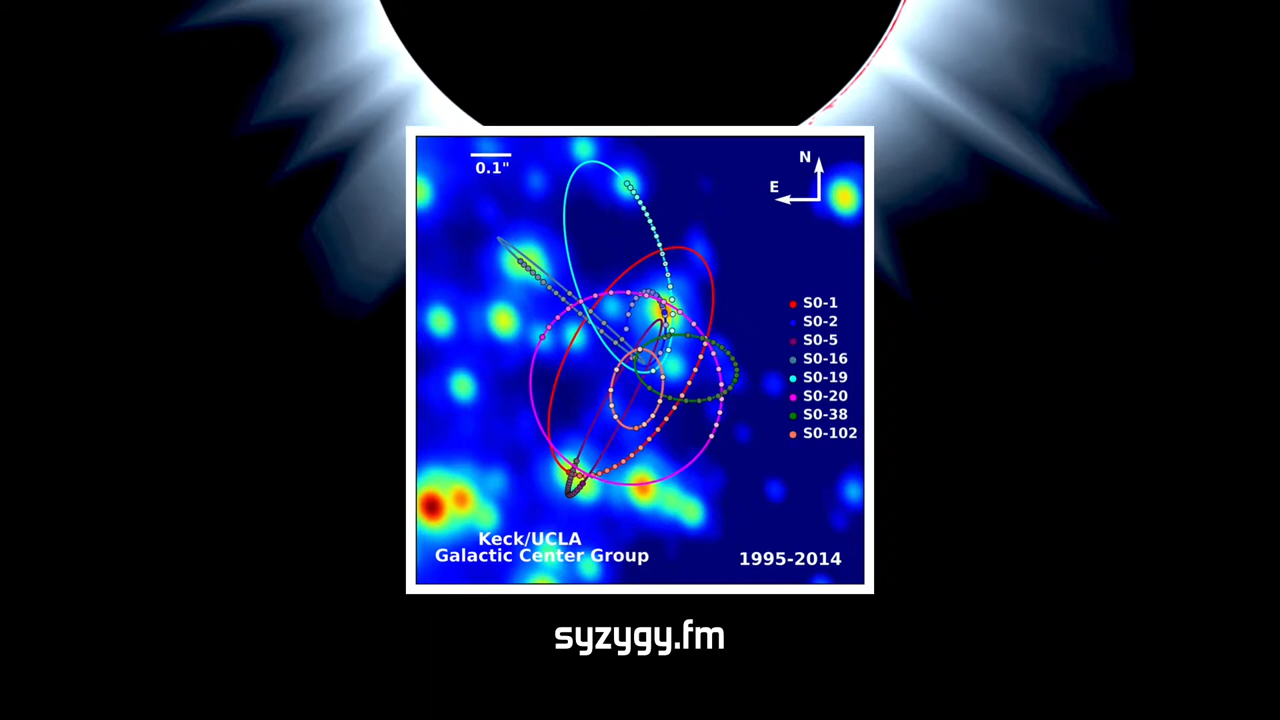 0.1"
N
E
S0-1
S0-2
S0-5
S0-16
S0-19
S0-20
S0-38
S0-102
Keck/UCLA
Galactic Center Group
1995-2014
syzygy.fm